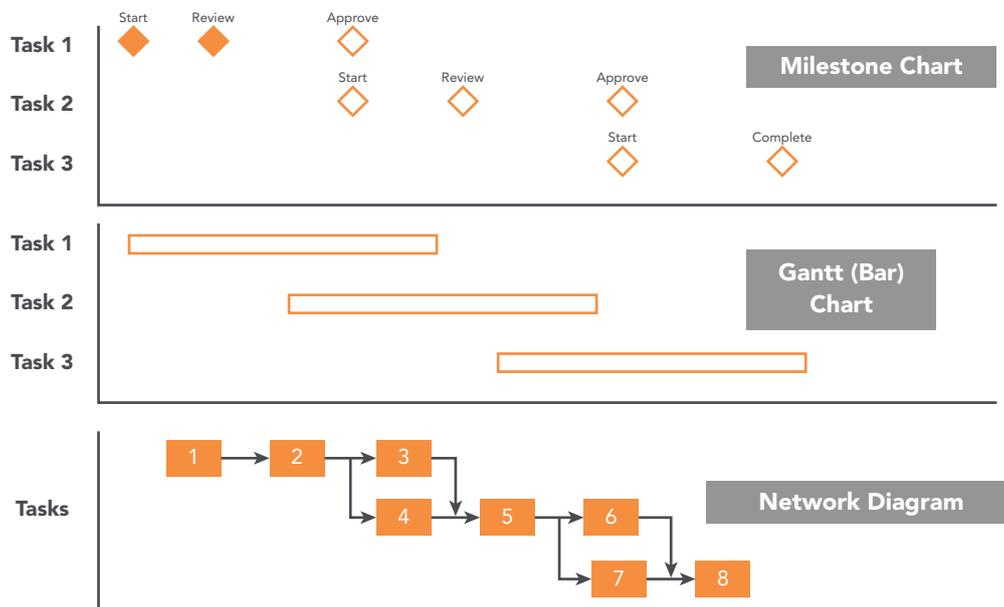 Start Review Approve
Task 1
Milestone Chart
Start Review Approve
Task 2
Start Complete
Task 3
Task 1
Gantt (Bar)
Chart
Task 2
Task 3
1 2 3
Tasks
Network Diagram
4 5 6
7 8